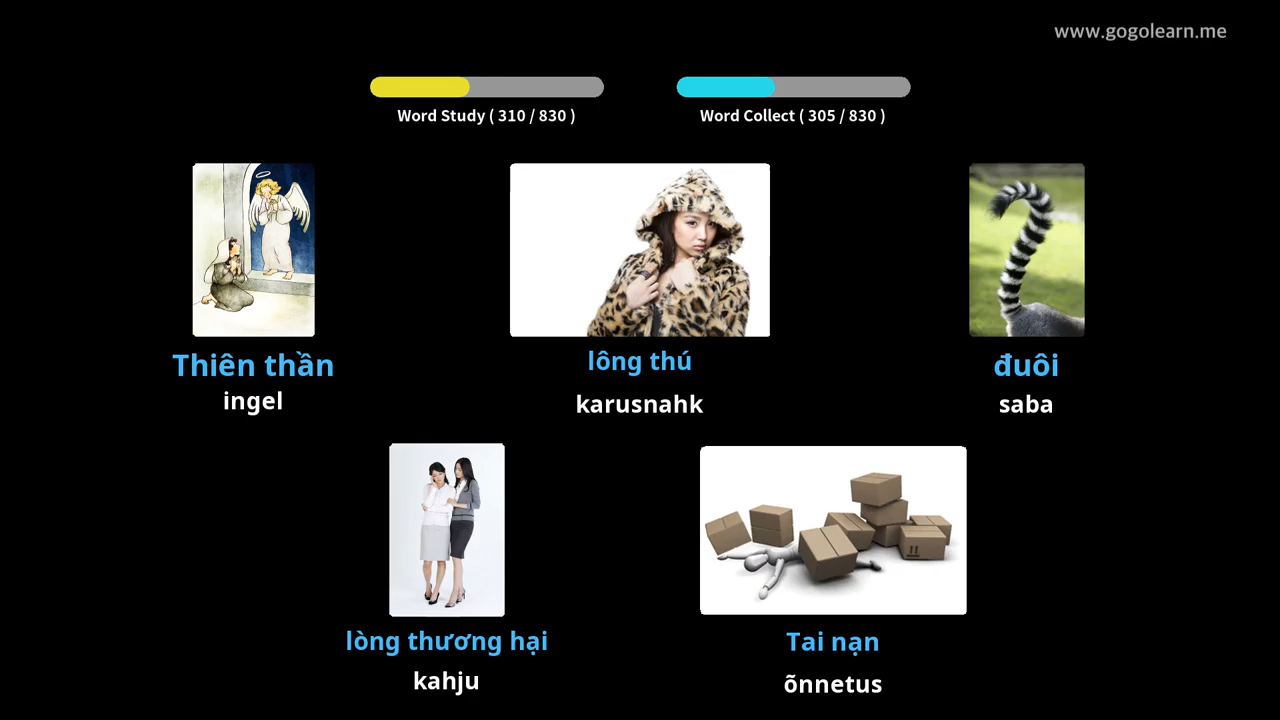 www.gogolearn.me
Word Study ( 310 / 830 )
Word Collect ( 305 / 830 )
Thiên thần
ingel
lông thú
karusnahk
đuôi
saba
lòng thương hại
kahju
Tai nạn
õnnetus